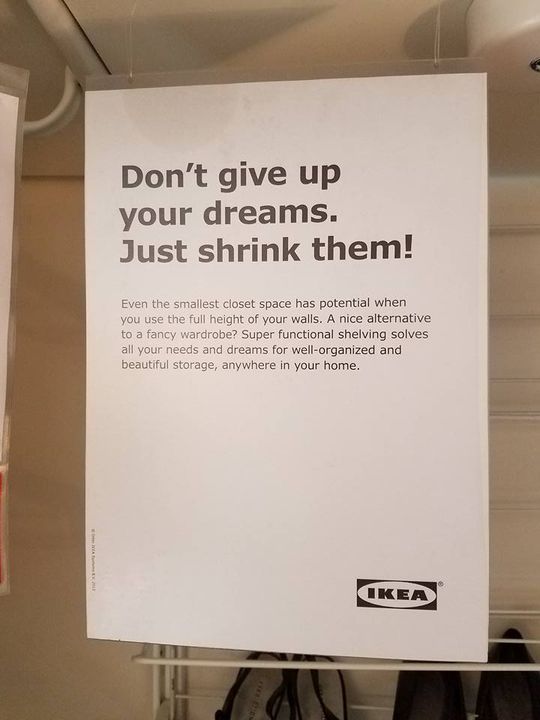 Don't give up
your dreams.
Just shrink them!
Even the smallest closet space has potential when
you use the full height of your walls. A nice alternative
to a fancy wardrobe? Super functional shelving solves
all your needs and dreams for well-organized and
beautiful storage, anywhere in your home.
IKEA®